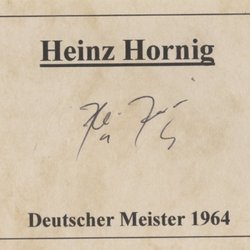 Heinz Hornig
Deutscher Meister 1964